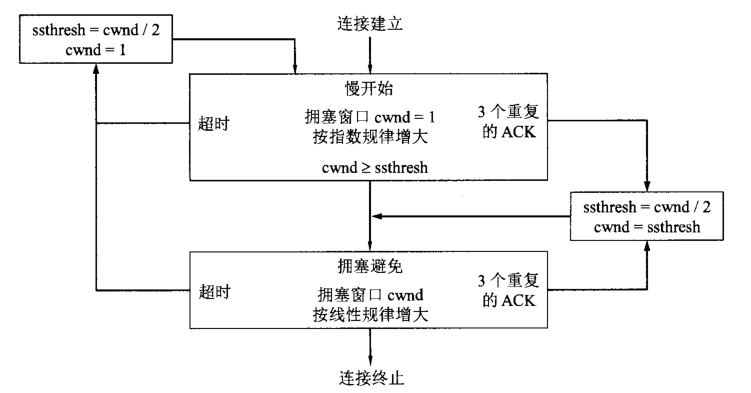 ssthresh = cwnd / 2
cwnd = 1
连接建立
慢开始
超时
拥塞窗口 cwnd = 1
按指数规律增大
3 个重复
的 ACK
cwnd ≥ ssthresh
ssthresh = cwnd / 2
cwnd = ssthresh
拥塞避免
超时
拥塞窗口 cwnd
按线性规律增大
3 个重复
的 ACK
连接终止